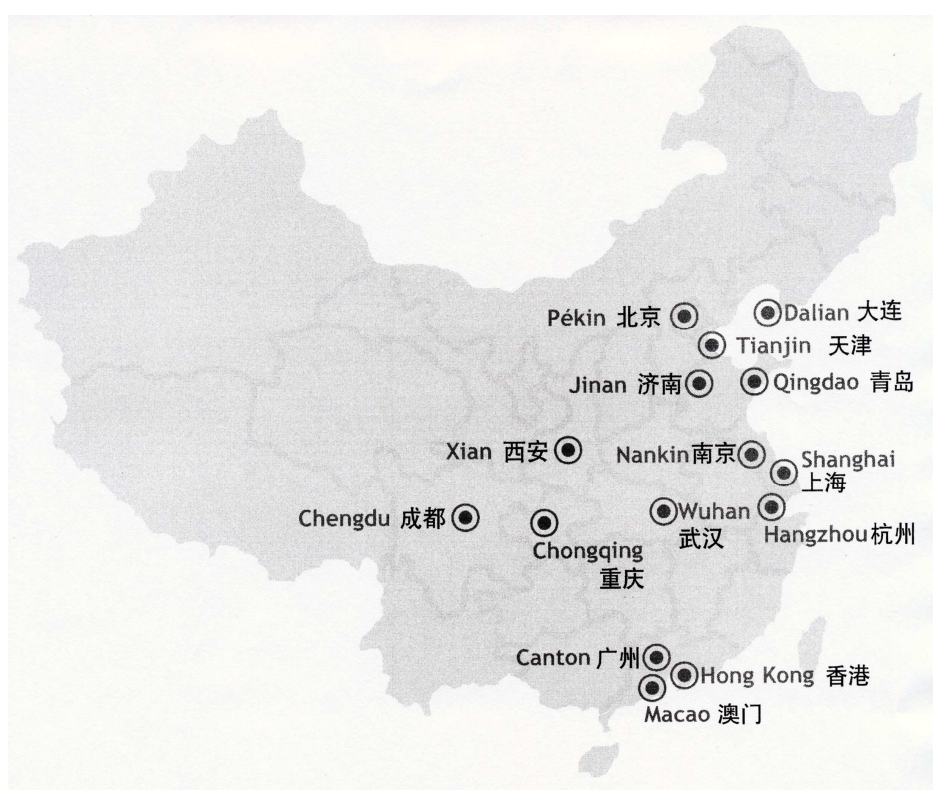 Pékin 北京
Dalian 大连
Tianjin 天津
Jinan 济南
Qingdao 青岛
Xian 西安
Nankin 南京
Shanghai
上海
Chengdu 成都
Chongqing
重庆
Wuhan
武汉
Hangzhou 杭州
Canton 广州
Hong Kong 香港
Macao 澳门